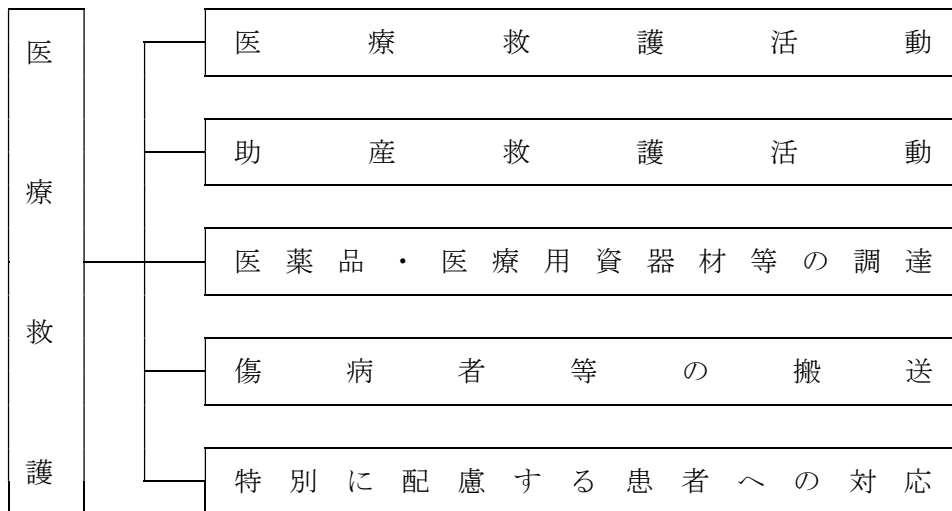 医療救護
医療救護活動
助産救護活動
医薬品・医療用資器材等の調達
傷病者等の搬送
特別に配慮する患者への対応